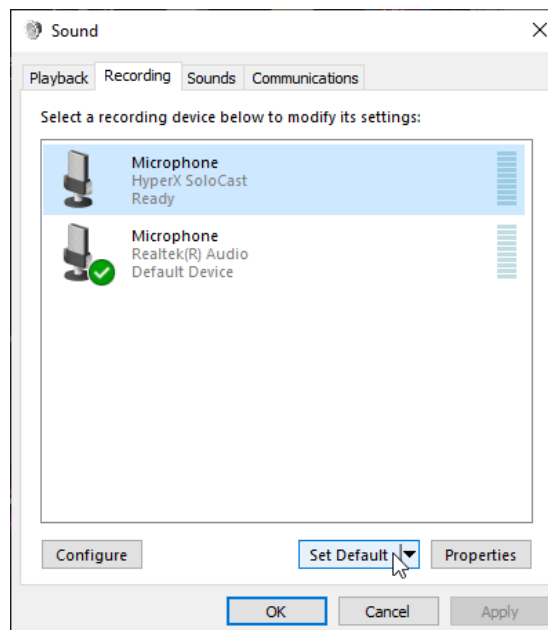 Sound
Playback Recording Sounds Communications
Select a recording device below to modify its settings:
Microphone
HyperX SoloCast
Ready
Microphone
Realtek(R) Audio
Default Device
Configure Set Default Properties
OK Cancel Apply